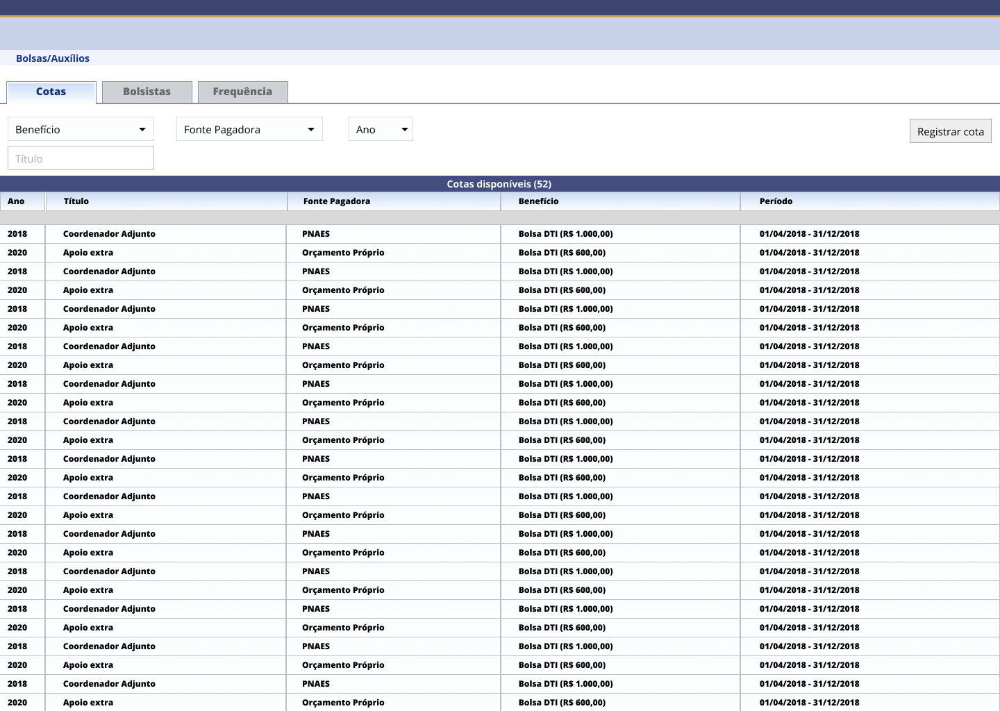 Bolsas/Auxílios
Cotas Bolsistas Frequência
Benefício Fonte Pagadora Ano Registrar cota
Título
Cotas disponíveis (52)
Ano Título Fonte Pagadora Benefício Período
2018 Coordenador Adjunto PNAES Bolsa DTI (R$ 1.000,00) 01/04/2018 - 31/12/2018
2020 Apoio extra Orçamento Próprio Bolsa DTI (R$ 600,00) 01/04/2018 - 31/12/2018
2018 Coordenador Adjunto PNAES Bolsa DTI (R$ 1.000,00) 01/04/2018 - 31/12/2018
2020 Apoio extra Orçamento Próprio Bolsa DTI (R$ 600,00) 01/04/2018 - 31/12/2018
2018 Coordenador Adjunto PNAES Bolsa DTI (R$ 1.000,00) 01/04/2018 - 31/12/2018
2020 Apoio extra Orçamento Próprio Bolsa DTI (R$ 600,00) 01/04/2018 - 31/12/2018
2018 Coordenador Adjunto PNAES Bolsa DTI (R$ 1.000,00) 01/04/2018 - 31/12/2018
2020 Apoio extra Orçamento Próprio Bolsa DTI (R$ 600,00) 01/04/2018 - 31/12/2018
2018 Coordenador Adjunto PNAES Bolsa DTI (R$ 1.000,00) 01/04/2018 - 31/12/2018
2020 Apoio extra Orçamento Próprio Bolsa DTI (R$ 600,00) 01/04/2018 - 31/12/2018
2018 Coordenador Adjunto PNAES Bolsa DTI (R$ 1.000,00) 01/04/2018 - 31/12/2018
2020 Apoio extra Orçamento Próprio Bolsa DTI (R$ 600,00) 01/04/2018 - 31/12/2018
2018 Coordenador Adjunto PNAES Bolsa DTI (R$ 1.000,00) 01/04/2018 - 31/12/2018
2020 Apoio extra Orçamento Próprio Bolsa DTI (R$ 600,00) 01/04/2018 - 31/12/2018
2018 Coordenador Adjunto PNAES Bolsa DTI (R$ 1.000,00) 01/04/2018 - 31/12/2018
2020 Apoio extra Orçamento Próprio Bolsa DTI (R$ 600,00) 01/04/2018 - 31/12/2018
2018 Coordenador Adjunto PNAES Bolsa DTI (R$ 1.000,00) 01/04/2018 - 31/12/2018
2020 Apoio extra Orçamento Próprio Bolsa DTI (R$ 600,00) 01/04/2018 - 31/12/2018
2018 Coordenador Adjunto PNAES Bolsa DTI (R$ 1.000,00) 01/04/2018 - 31/12/2018
2020 Apoio extra Orçamento Próprio Bolsa DTI (R$ 600,00) 01/04/2018 - 31/12/2018
2018 Coordenador Adjunto PNAES Bolsa DTI (R$ 1.000,00) 01/04/2018 - 31/12/2018
2020 Apoio extra Orçamento Próprio Bolsa DTI (R$ 600,00) 01/04/2018 - 31/12/2018
2018 Coordenador Adjunto PNAES Bolsa DTI (R$ 1.000,00) 01/04/2018 - 31/12/2018
2020 Apoio extra Orçamento Próprio Bolsa DTI (R$ 600,00) 01/04/2018 - 31/12/2018
2018 Coordenador Adjunto PNAES Bolsa DTI (R$ 1.000,00) 01/04/2018 - 31/12/2018
2020 Apoio extra Orçamento Próprio Bolsa DTI (R$ 600,00) 01/04/2018 - 31/12/2018